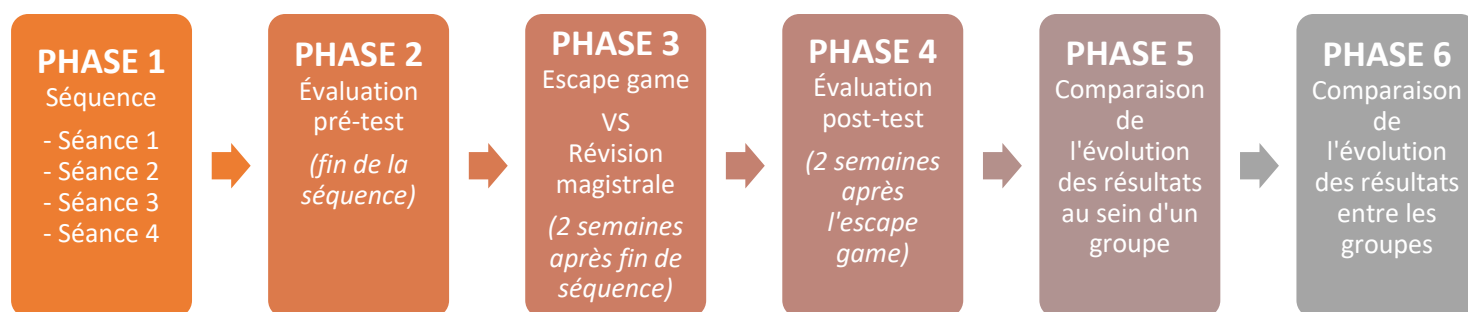 PHASE 1
Séquence
- Séance 1
- Séance 2
- Séance 3
- Séance 4
PHASE 2
Évaluation
pré-test
(fin de la
séquence)
PHASE 3
Escape game
VS
Révision
magistrale
(2 semaines
après fin de
séquence)
PHASE 4
Évaluation
post-test
(2 semaines
après
l'escape
game)
PHASE 5
Comparaison
de
l'évolution
des résultats
au sein d'un
groupe
PHASE 6
Comparaison
de
l'évolution
des résultats
entre les
groupes